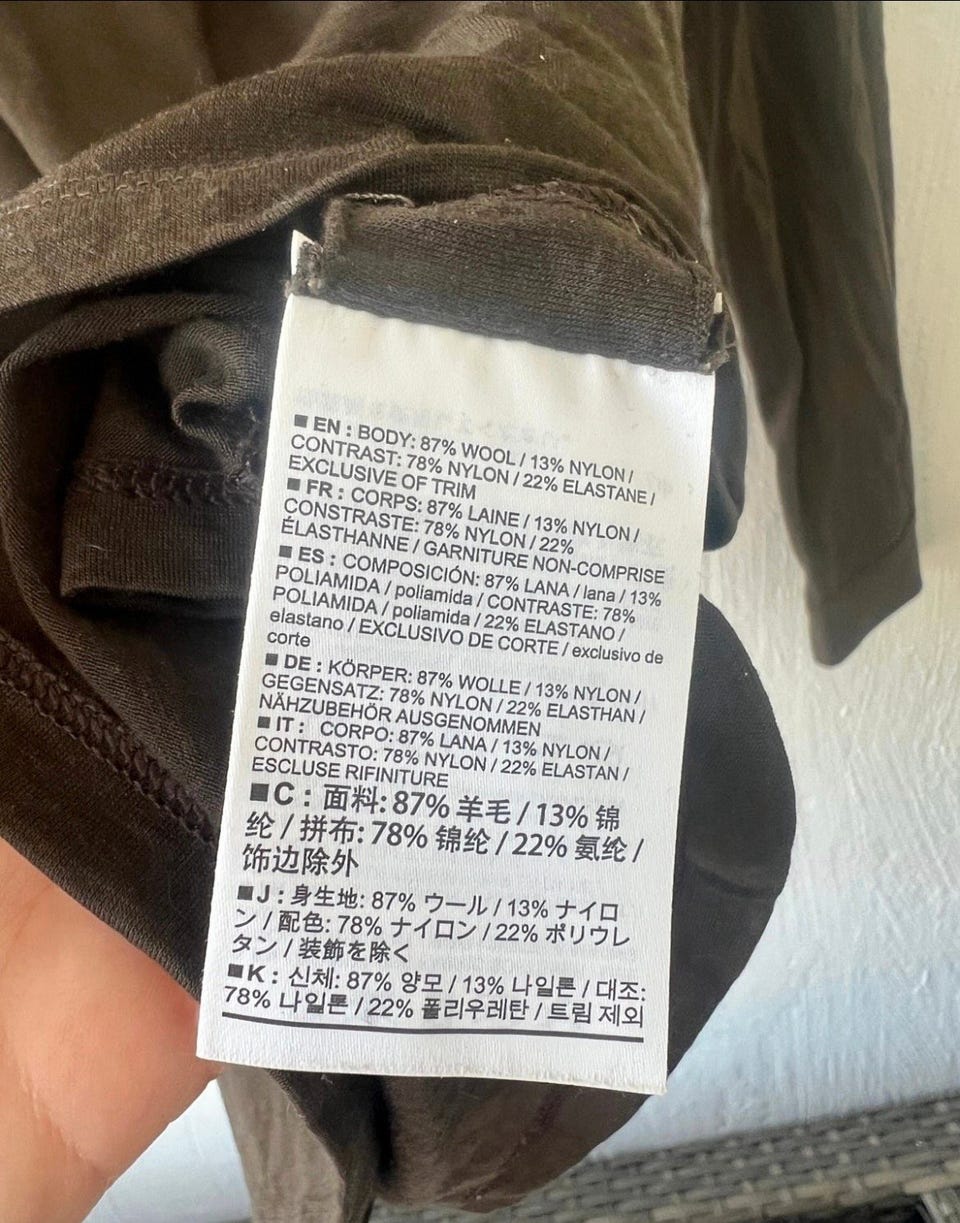 ■ EN : BODY: 87% WOOL / 13% NYLON /
CONTRAST: 78% NYLON / 22% ELASTANE /
EXCLUSIVE OF TRIM
■ FR : CORPS: 87% LAINE / 13% NYLON /
CONSTRASTE: 78% NYLON / 22%
ÉLASTHANNE / GARNITURE NON-COMPRISE
■ ES : COMPOSICIÓN: 87% LANA / lana / 13%
POLIAMIDA / poliamida / CONTRASTE: 78%
POLIAMIDA / poliamida / 22% ELASTANO /
elastano / EXCLUSIVO DE CORTE / exclusivo de
corte
■ DE : KÖRPER: 87% WOLLE / 13% NYLON /
GEGENSATZ: 78% NYLON / 22% ELASTHAN /
NÄHZUBEHÖR AUSGENOMMEN
■ IT : CORPO: 87% LANA / 13% NYLON /
CONTRASTO: 78% NYLON / 22% ELASTAN /
ESCLUSE RIFINITURE
■ C : 面料: 87% 羊毛 / 13% 锦
纶 / 拼布: 78% 锦纶 / 22% 氨纶 /
饰边除外
■ J : 身生地: 87% ウール / 13% ナイロ
ン / 配色: 78% ナイロン / 22% ポリウレ
タン / 装飾を除く
■ K : 신체: 87% 양모 / 13% 나일론 / 대조:
78% 나일론 / 22% 폴리우레탄 / 트림 제외